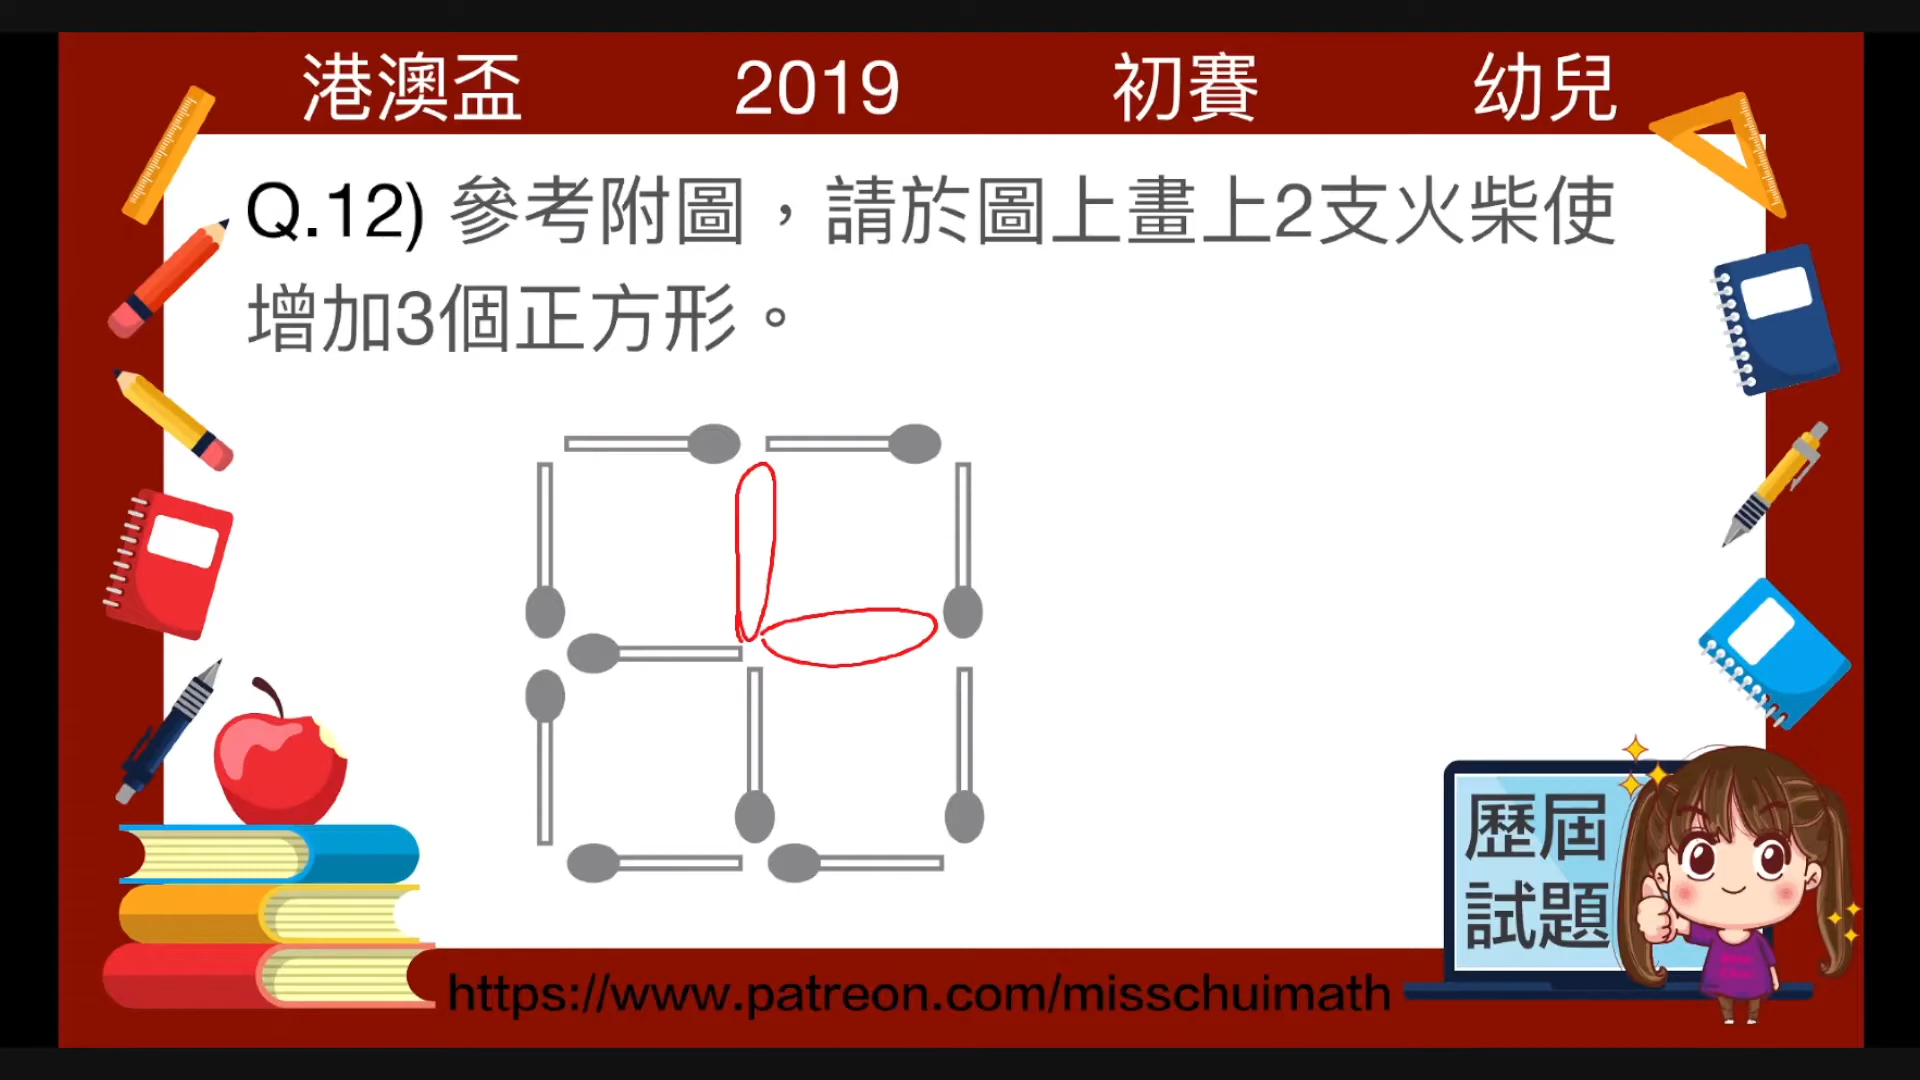 港澳盃 2019 初賽 幼兒
Q.12) 參考附圖，請於圖上畫上2支火柴使
增加3個正方形。
歷屆
試題
https://www.patreon.com/misschuimath